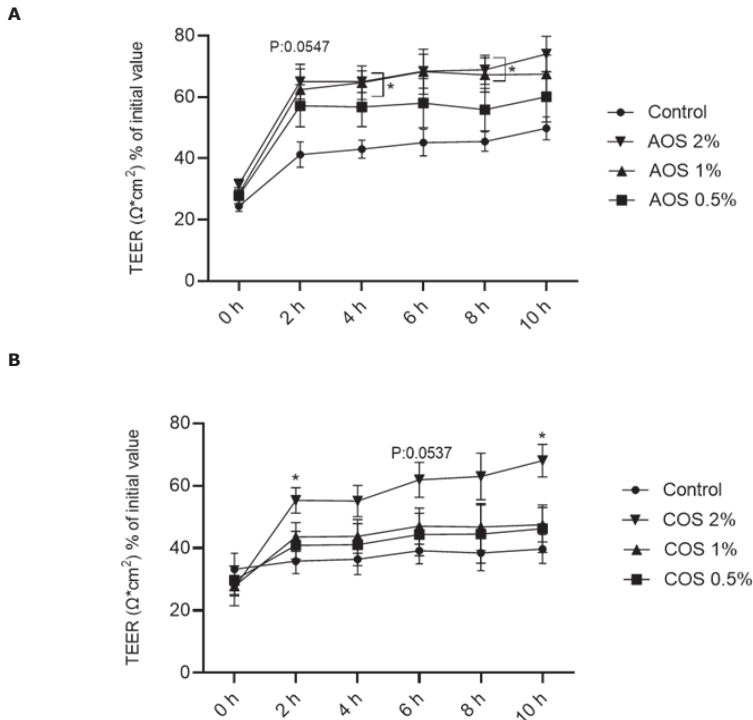 A
TEER (Ω*cm²) % of initial value
80
60
40
20
0
P:0.0547
*
*
0 h
2 h
4 h
6 h
8 h
10 h
Control
AOS 2%
AOS 1%
AOS 0.5%
B
TEER (Ω*cm²) % of initial value
80
60
40
20
0
*
P:0.0537
*
0 h
2 h
4 h
6 h
8 h
10 h
Control
COS 2%
COS 1%
COS 0.5%